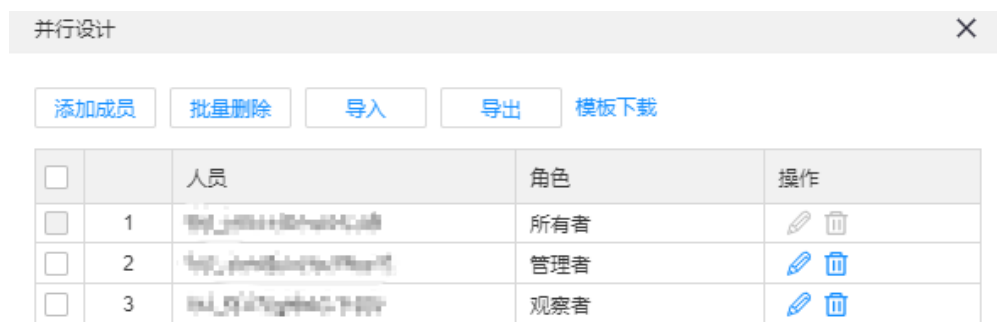 并行设计
添加成员 批量删除 导入 导出 模板下载
人员 角色 操作
1 所有者
2 管理者
3 观察者